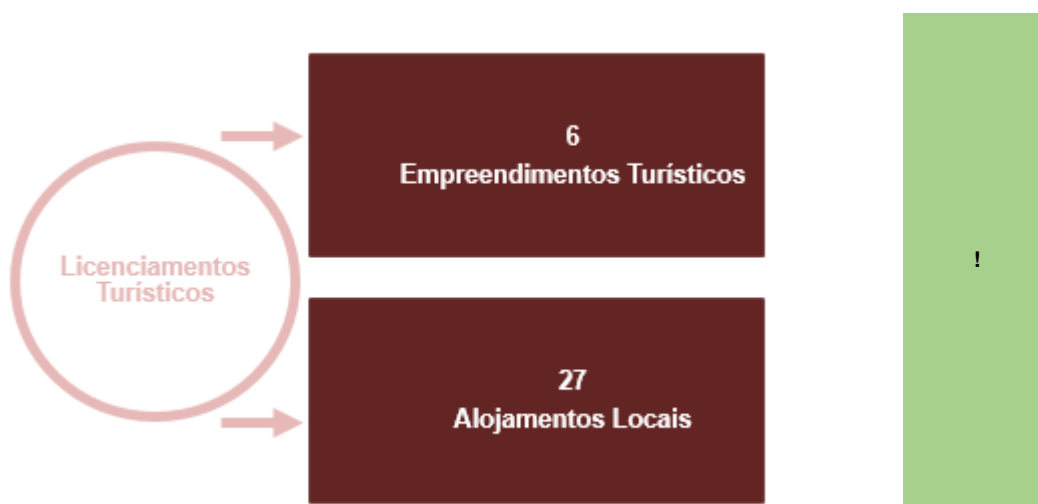 Licenciamentos
Turísticos
6
Empreendimentos Turísticos
27
Alojamentos Locais
!